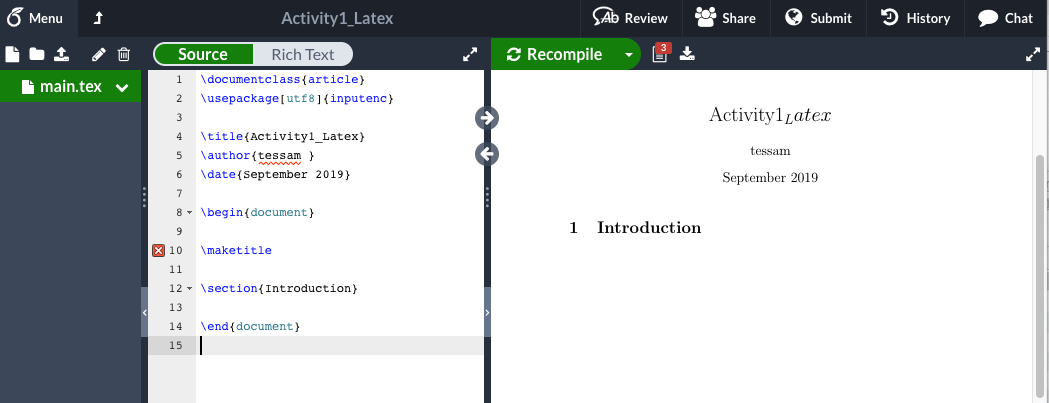 Menu
Activity1_Latex
Ab Review
Share
Submit
History
Chat
Source
Rich Text
Recompile
3
main.tex
1 \documentclass{article}
2 \usepackage[utf8]{inputenc}
3
4 \title{Activity1_Latex}
5 \author{tessam }
6 \date{September 2019}
7
8 \begin{document}
9
10 \maketitle
11
12 \section{Introduction}
13
14 \end{document}
15
Activity1_Latex
tessam
September 2019
1 Introduction